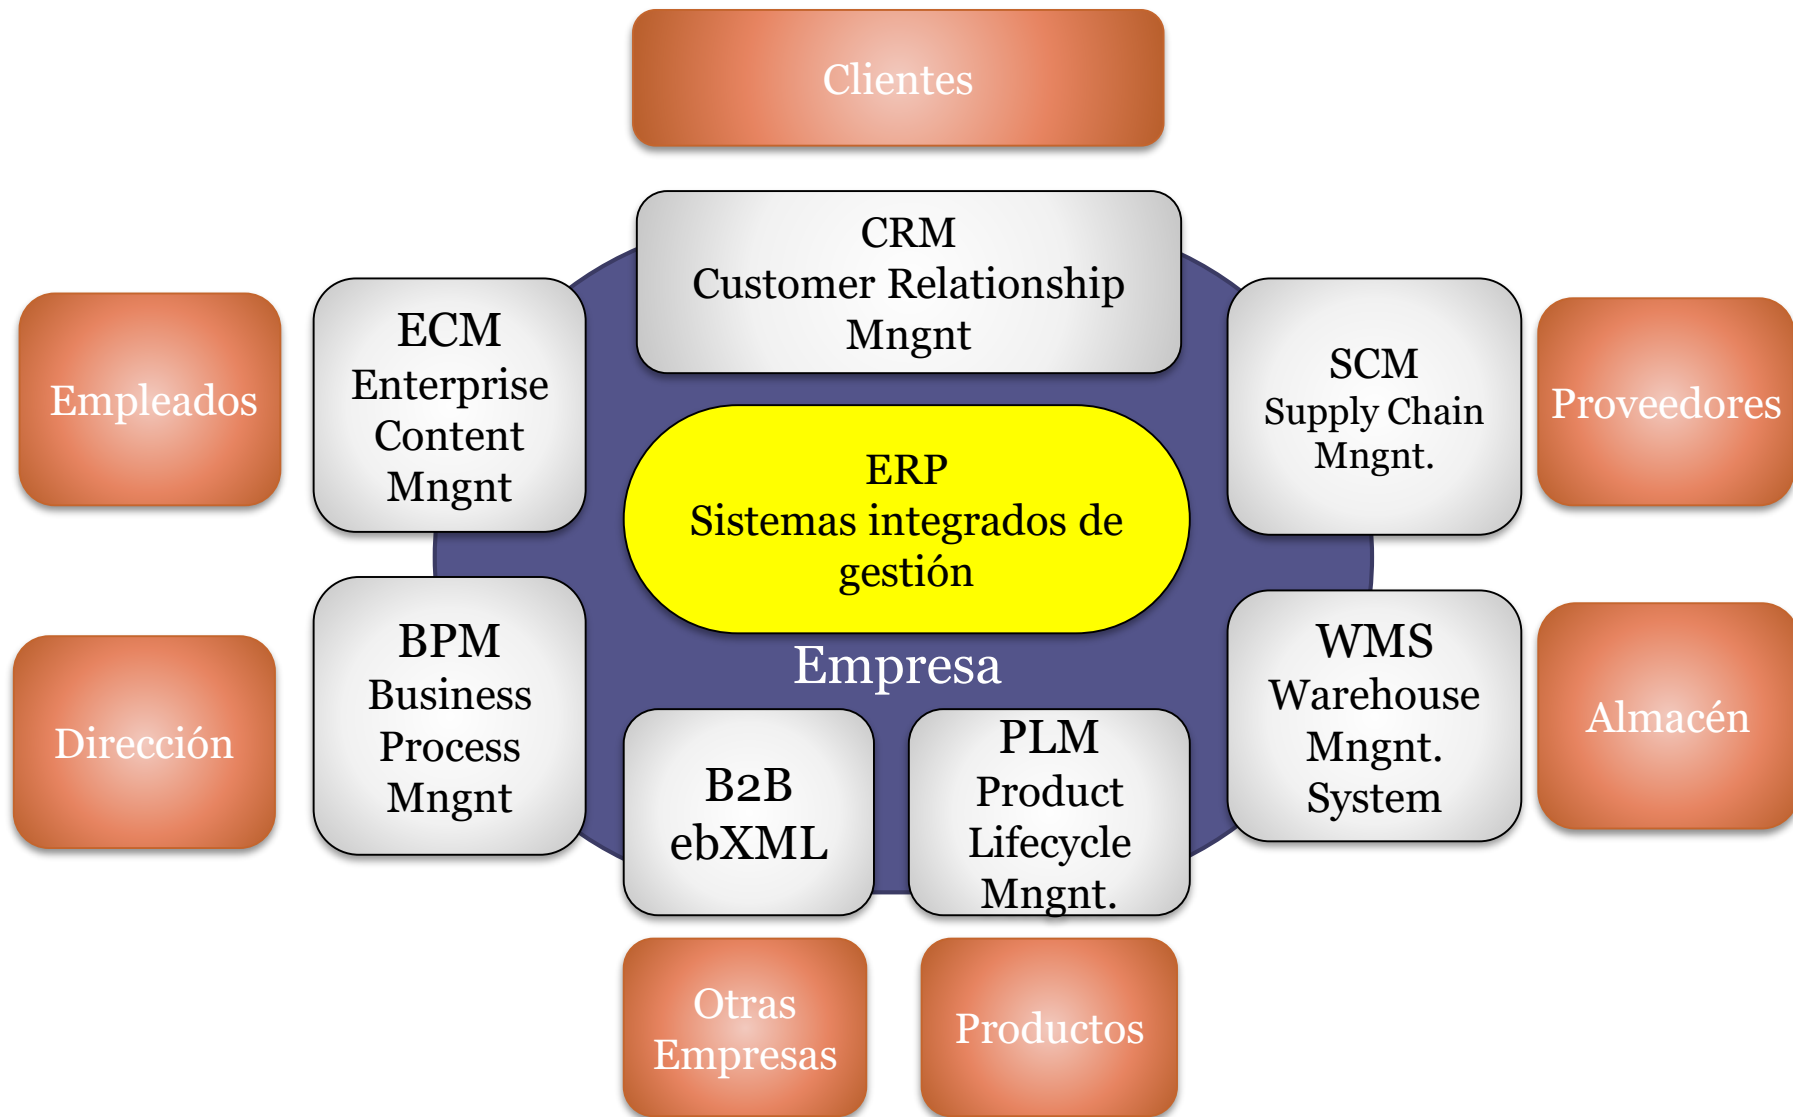 Clientes
CRM
Customer Relationship
Mngnt
Empleados
ECM
Enterprise
Content
Mngnt
SCM
Supply Chain
Mngnt.
Proveedores
ERP
Sistemas integrados de
gestión
Empresa
Dirección
BPM
Business
Process
Mngnt
WMS
Warehouse
Mngnt.
System
Almacén
B2B
ebXML
PLM
Product
Lifecycle
Mngnt.
Otras
Empresas
Productos